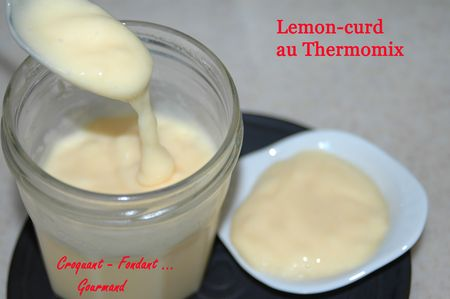 Lemon-curd
au Thermomix
Croquant - Fondant ...
Gourmand